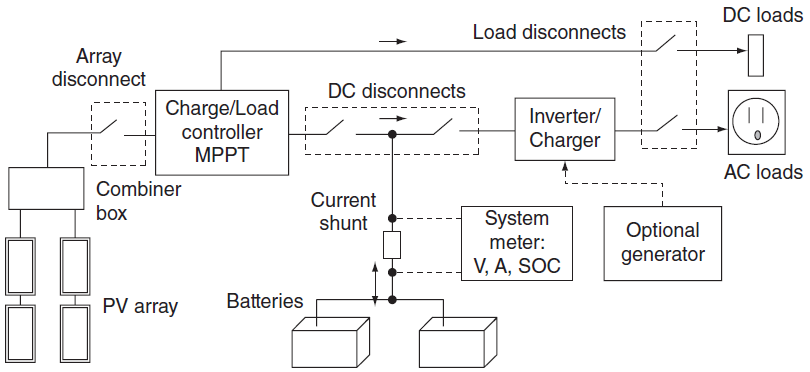 DC loads
Load disconnects
Array
disconnect
DC disconnects
Charge/Load
controller
MPPT
Inverter/
Charger
AC loads
Combiner
box
Current
shunt
System
meter:
V, A, SOC
Optional
generator
PV array
Batteries